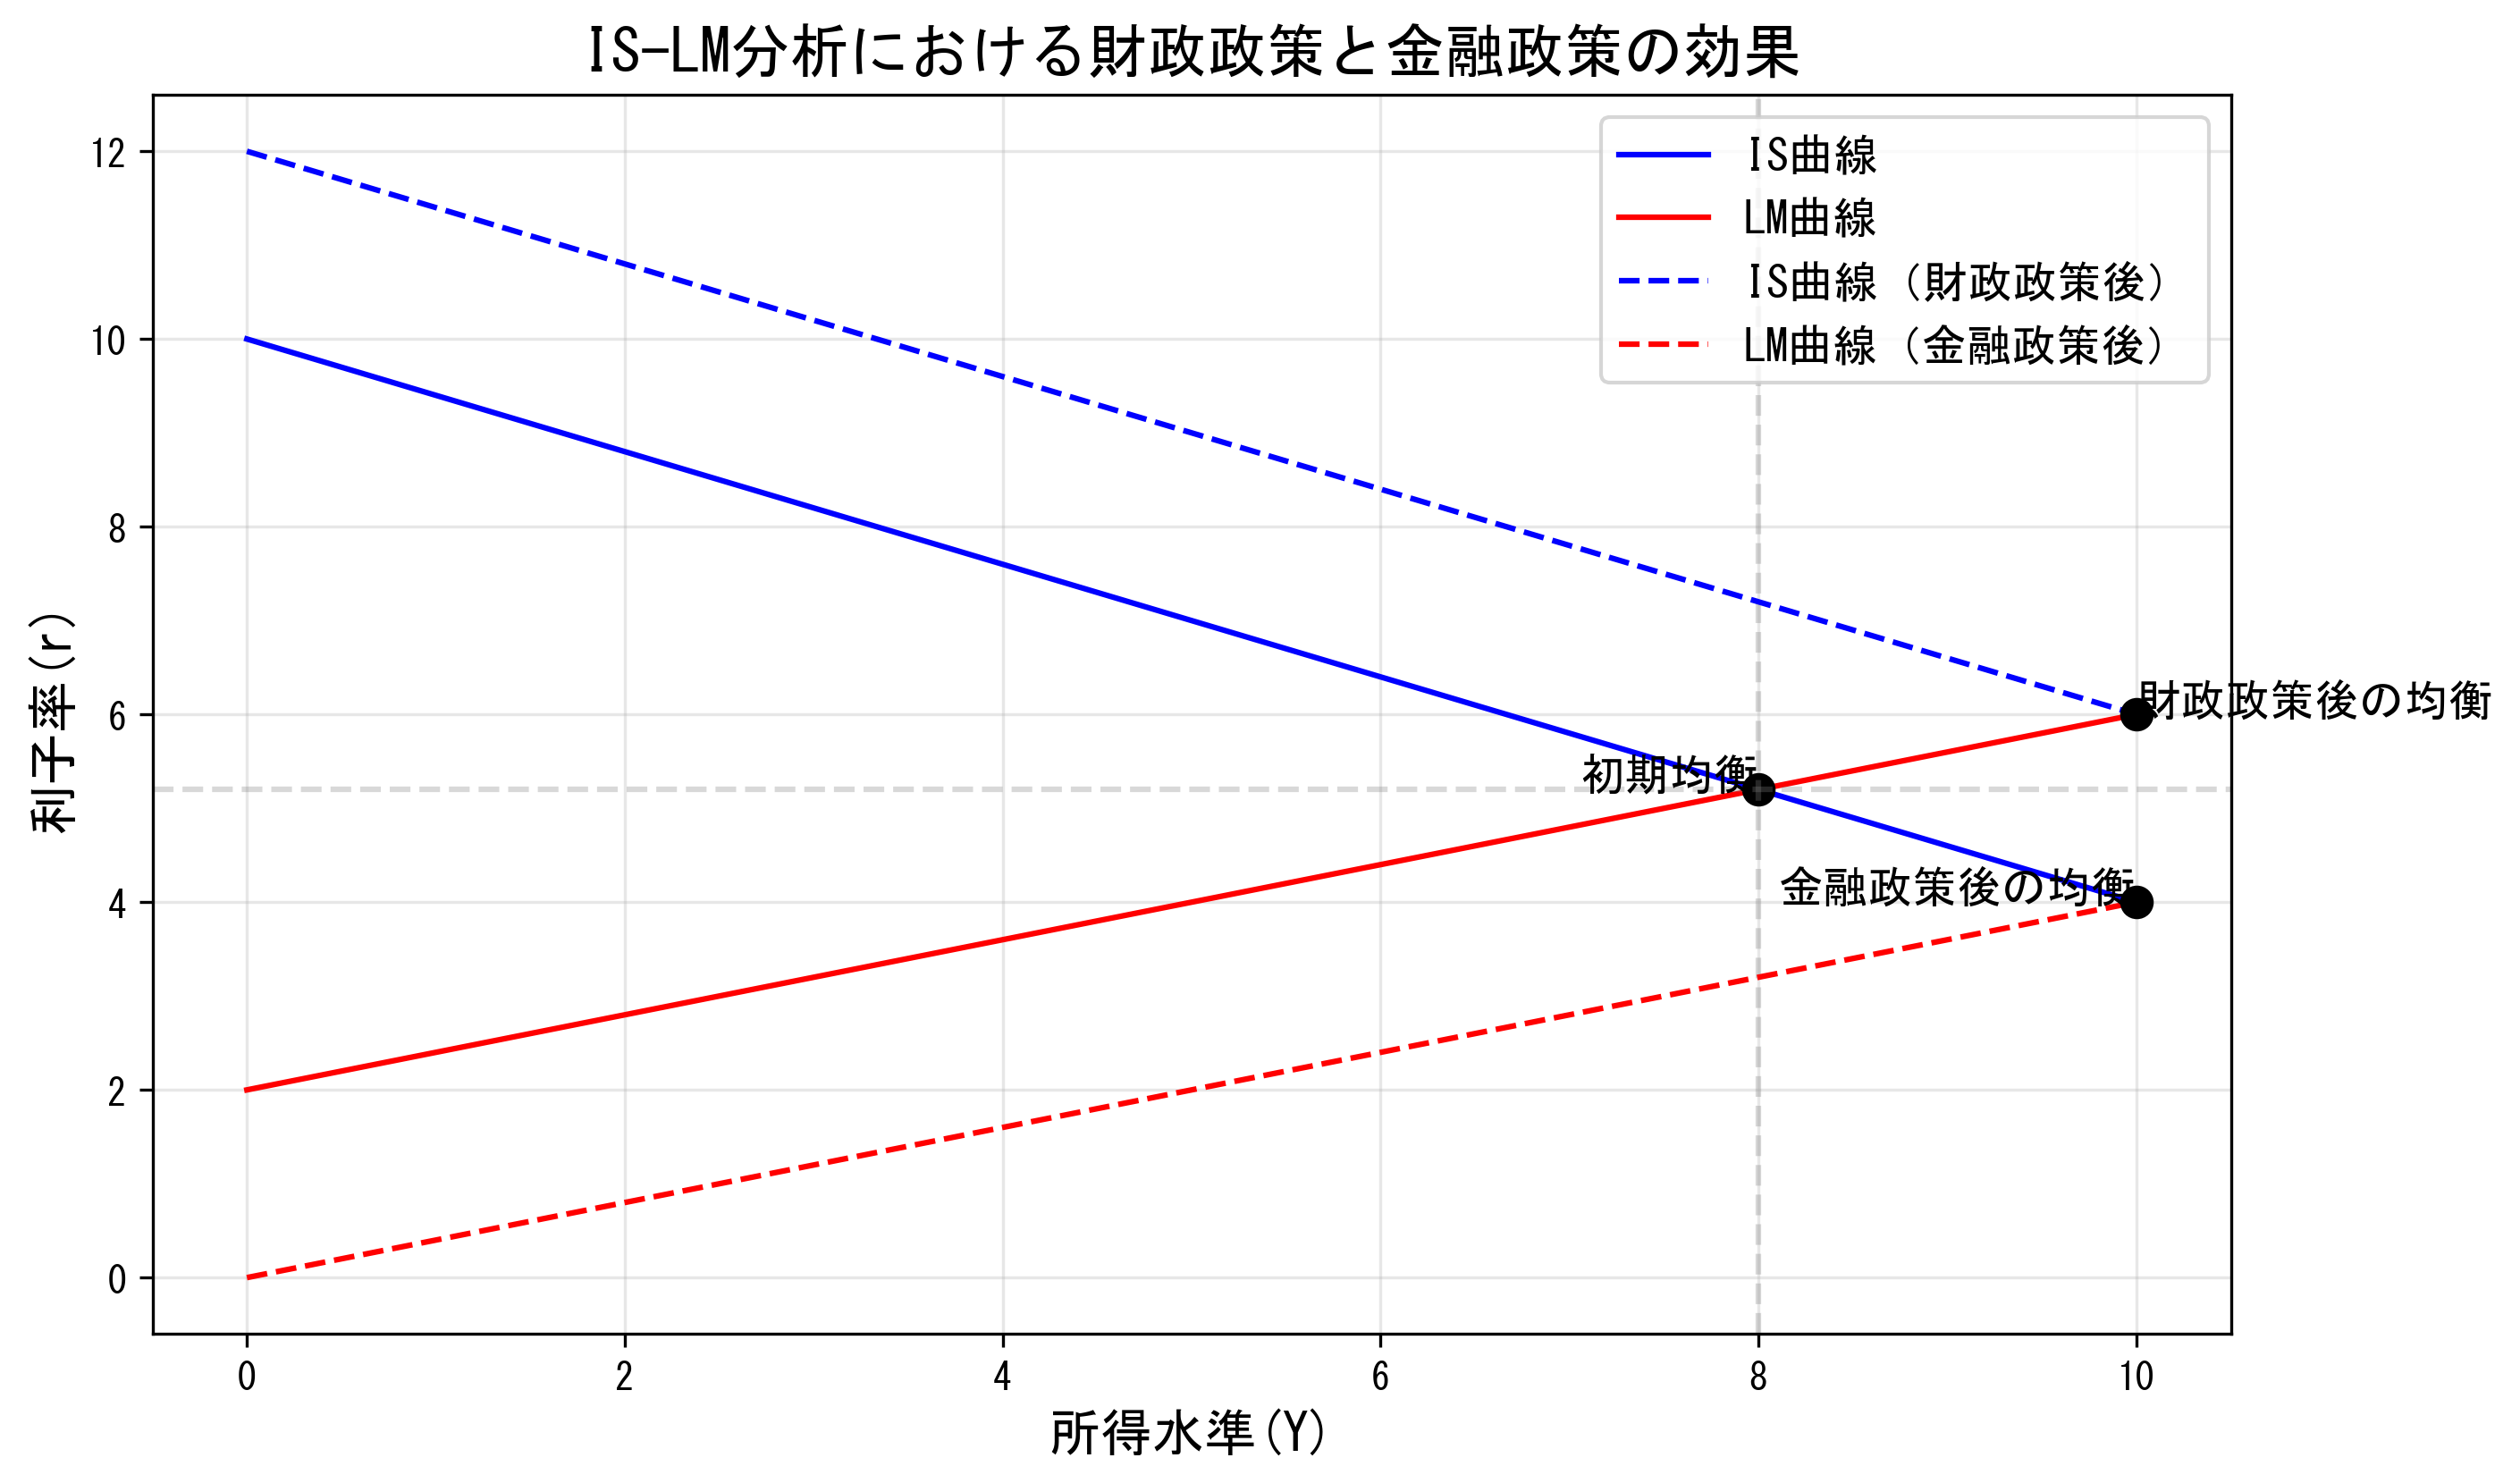 IS-LM分析における財政政策と金融政策の効果
IS曲線
LM曲線
IS曲線（財政政策後）
LM曲線（金融政策後）
利子率(r)
12
10
8
6
4
2
0
財政政策後の均衡
初期均衡
金融政策後の均衡
0 2 4 6 8 10
所得水準(Y)